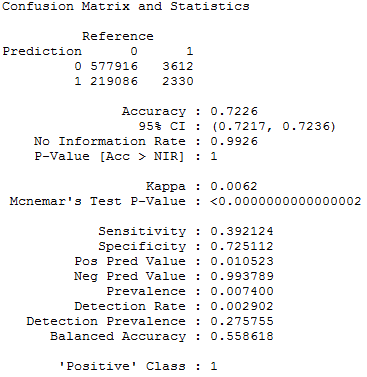 Confusion Matrix and Statistics
Reference
Prediction 0 1
0 577916 3612
1 219086 2330
Accuracy : 0.7226
95% CI : (0.7217, 0.7236)
No Information Rate : 0.9926
P-Value [Acc > NIR] : 1
Kappa : 0.0062
Mcnemar's Test P-Value : <0.0000000000000002
Sensitivity : 0.392124
Specificity : 0.725112
Pos Pred Value : 0.010523
Neg Pred Value : 0.993789
Prevalence : 0.007400
Detection Rate : 0.002902
Detection Prevalence : 0.275755
Balanced Accuracy : 0.558618
'Positive' Class : 1